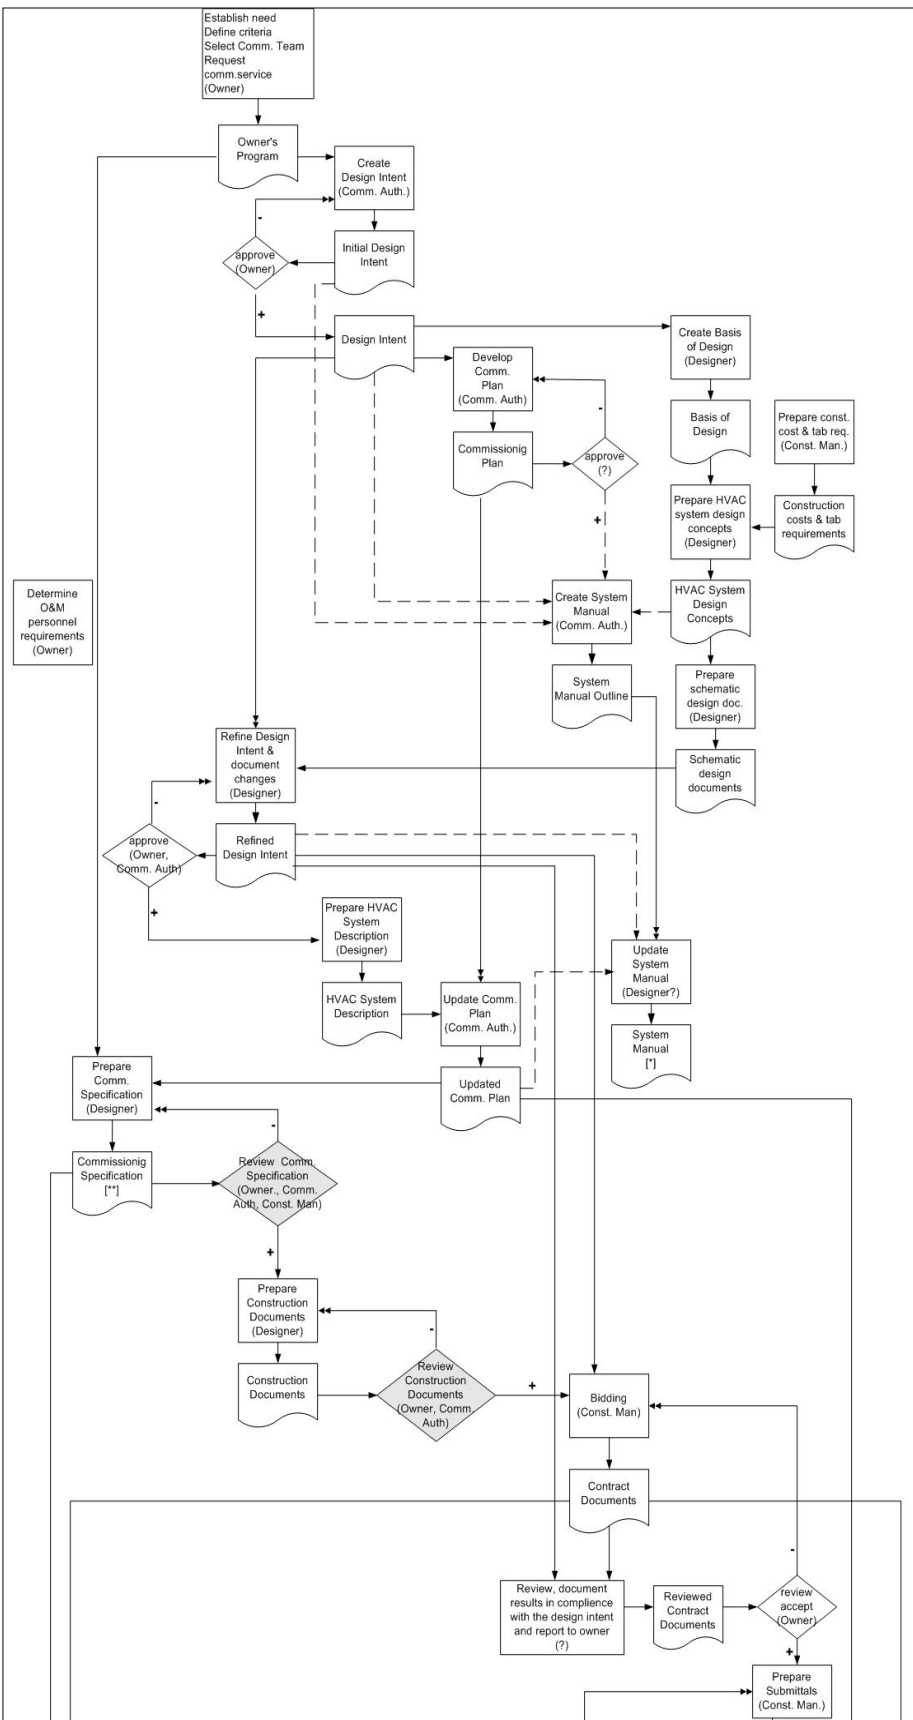 Establish need
Define criteria
Select Comm. Team
Request
comm.service
(Owner)
Owner's
Program
Create
Design Intent
(Comm. Auth.)
-
approve
(Owner)
Initial Design
Intent
+
Design Intent
Create Basis
of Design
(Designer)
Develop
Comm.
Plan
(Comm. Auth)
-
Basis of
Design
Prepare const.
cost & tab req.
(Const. Man.)
Commissionig
Plan
approve
(?)
+
Prepare HVAC
system design
concepts
(Designer)
Construction
costs & tab
requirements
Determine
O&M
personnel
requirements
(Owner)
Create System
Manual
(Comm. Auth.)
HVAC System
Design
Concepts
System
Manual Outline
Prepare
schematic
design doc.
(Designer)
Refine Design
Intent &
document
changes
(Designer)
Schematic
design
documents
-
approve
(Owner,
Comm. Auth)
Refined
Design Intent
+
Prepare HVAC
System
Description
(Designer)
Update
System
Manual
(Designer?)
HVAC System
Description
Update Comm.
Plan
(Comm. Auth.)
System
Manual
[*]
Prepare
Comm.
Specification
(Designer)
Updated
Comm. Plan
-
Commissionig
Specification
[**]
Review Comm.
Specification
(Owner., Comm.
Auth, Const. Man)
+
Prepare
Construction
Documents
(Designer)
-
Construction
Documents
Review
Construction
Documents
(Owner, Comm.
Auth)
+
Bidding
(Const. Man)
Contract
Documents
-
Review, document
results in complience
with the design intent
and report to owner
(?)
Reviewed
Contract
Documents
review
accept
(Owner)
+
Prepare
Submittals
(Const. Man.)